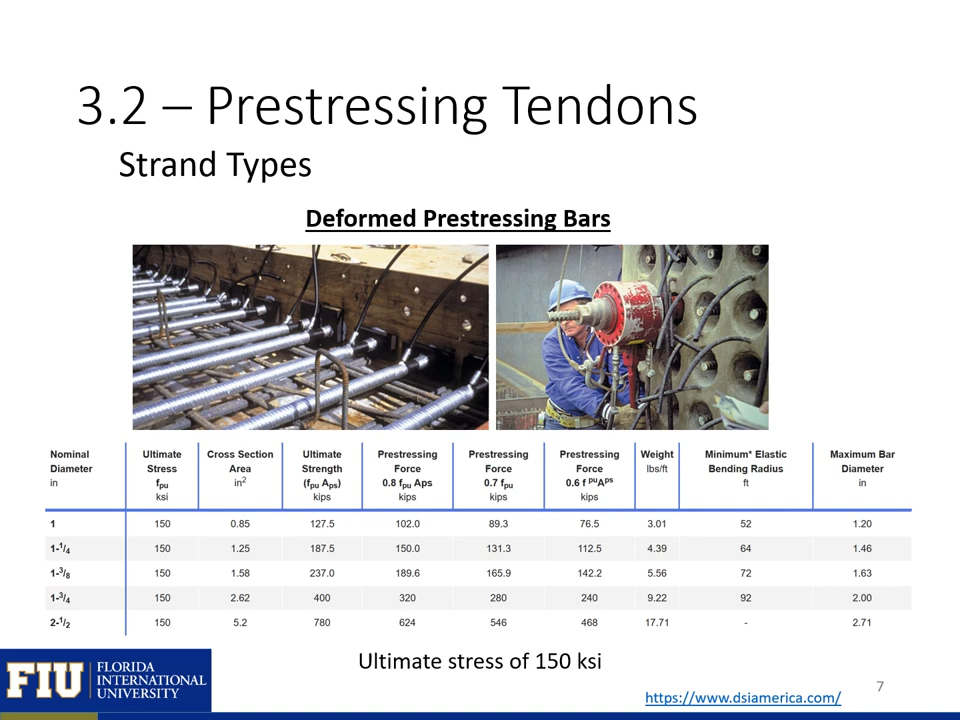 3.2 – Prestressing Tendons
Strand Types
Deformed Prestressing Bars
Nominal Diameter in | Ultimate Stress fpu ksi | Cross Section Area in2 | Ultimate Strength (fpu Aps) kips | Prestressing Force 0.8 fpu Aps kips | Prestressing Force 0.7 fpu kips | Prestressing Force 0.6 f puAps kips | Weight lbs/ft | Minimum* Elastic Bending Radius ft | Maximum Bar Diameter in
1 | 150 | 0.85 | 127.5 | 102.0 | 89.3 | 76.5 | 3.01 | 52 | 1.20
1-1/4 | 150 | 1.25 | 187.5 | 150.0 | 131.3 | 112.5 | 4.39 | 64 | 1.46
1-3/8 | 150 | 1.58 | 237.0 | 189.6 | 165.9 | 142.2 | 5.56 | 72 | 1.63
1-3/4 | 150 | 2.62 | 400 | 320 | 280 | 240 | 9.22 | 92 | 2.00
2-1/2 | 150 | 5.2 | 780 | 624 | 546 | 468 | 17.71 | - | 2.71
Ultimate stress of 150 ksi
FIU
FLORIDA
INTERNATIONAL
UNIVERSITY
https://www.dsiamerica.com/
7